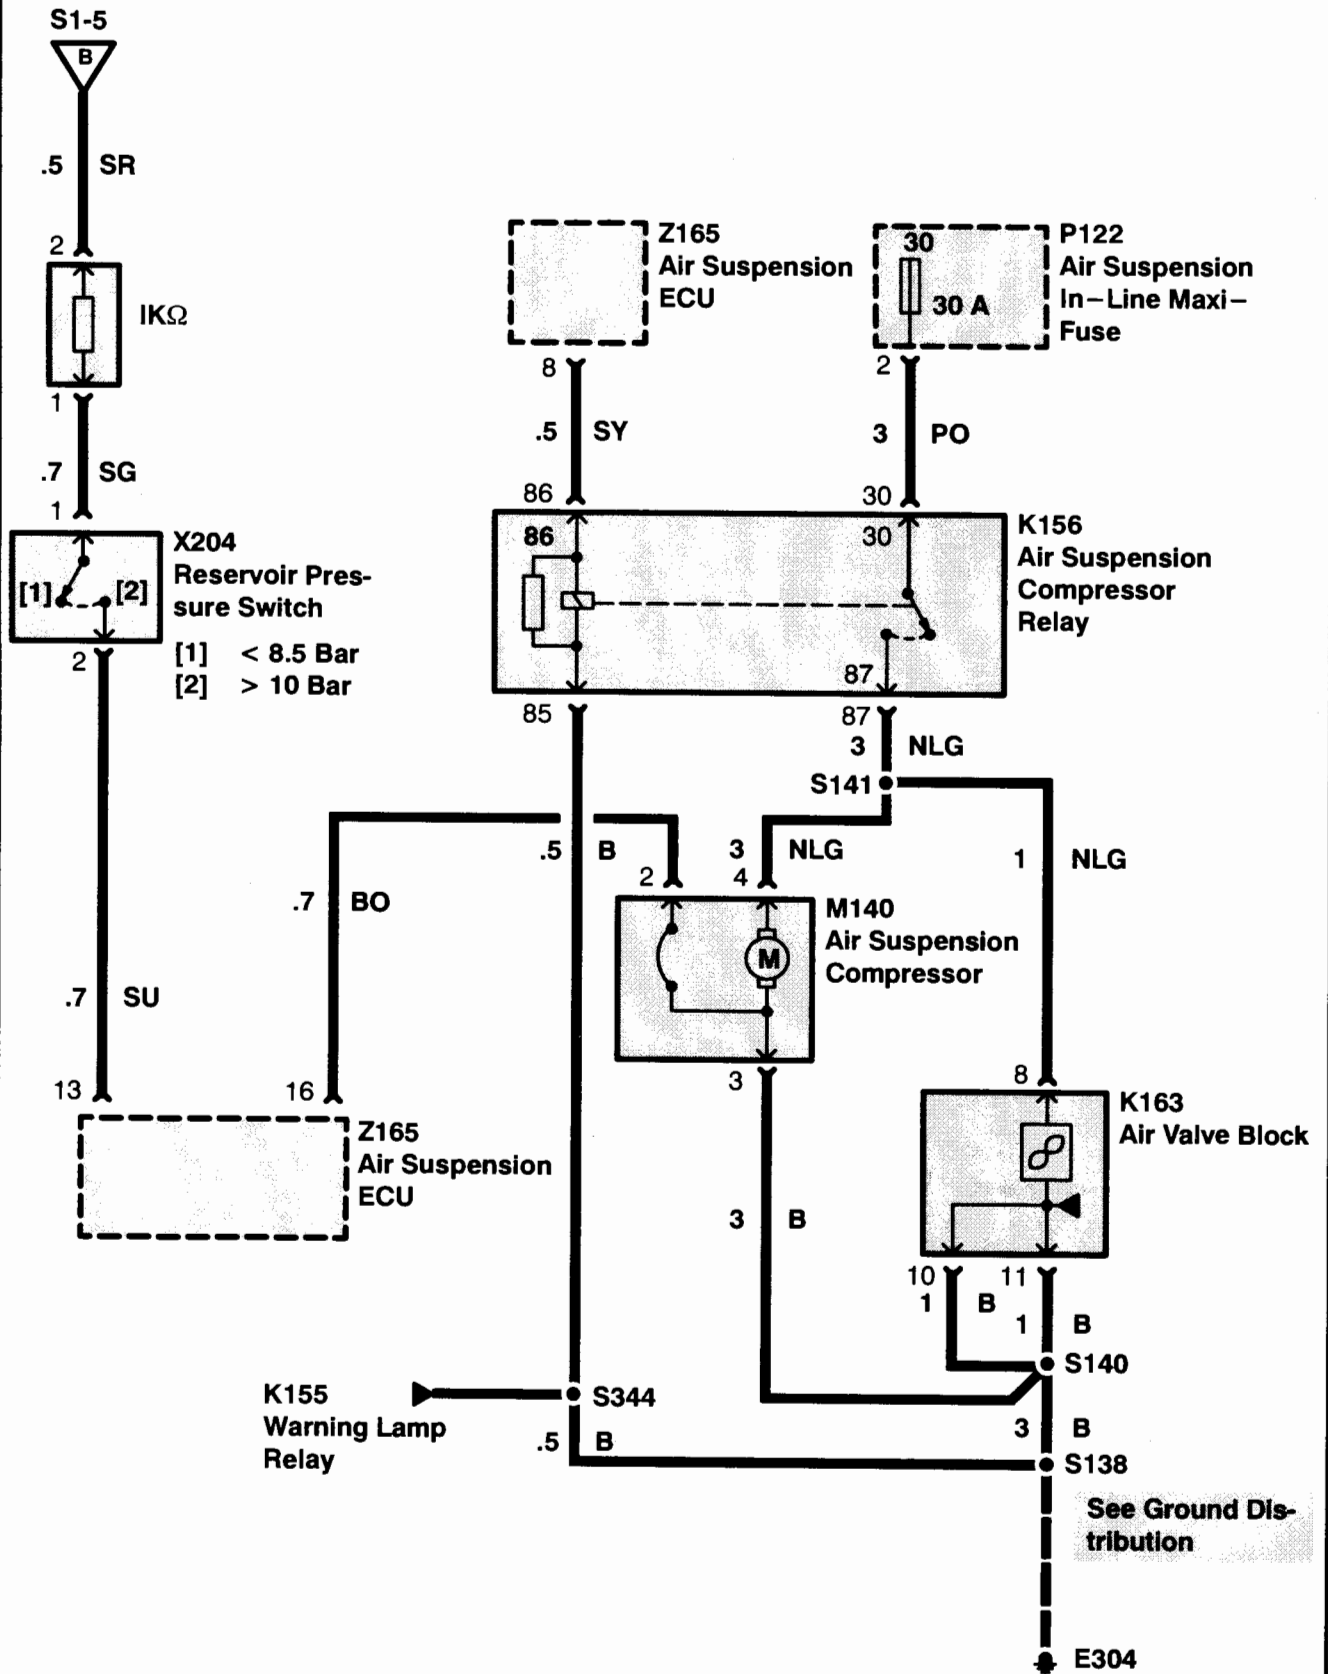 S1-5
B
.5 SR
2
IKΩ
1
.7 SG
1
X204
Reservoir Pres-
sure Switch
[1] [2]
[1] < 8.5 Bar
[2] > 10 Bar
2
.7 SU
13
Z165
Air Suspension
ECU
8
.5 SY
86
86
85
P122
Air Suspension
In-Line Maxi-
Fuse
30
30 A
2
3 PO
30
30
K156
Air Suspension
Compressor
Relay
87
87
3 NLG
S141
.5 B
3 NLG
1 NLG
2 4
M140
Air Suspension
Compressor
M
3
.7 BO
16
Z165
Air Suspension
ECU
8
K163
Air Valve Block
3 B
10 11
1 B
1 B
S140
K155
Warning Lamp
Relay
S344
.5 B
3 B
S138
See Ground Dis-
tribution
E304